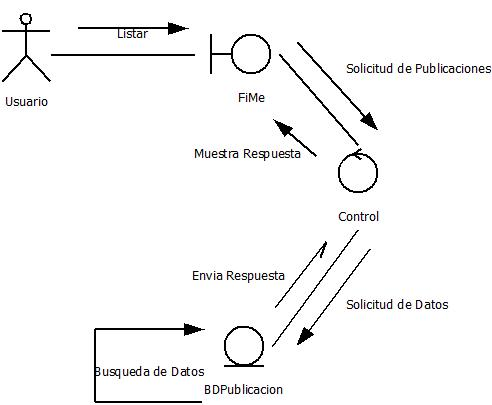 Listar
Solicitud de Publicaciones
Usuario
FiMe
Muestra Respuesta
Control
Envia Respuesta
Solicitud de Datos
Busqueda de Datos
BDPublicacion